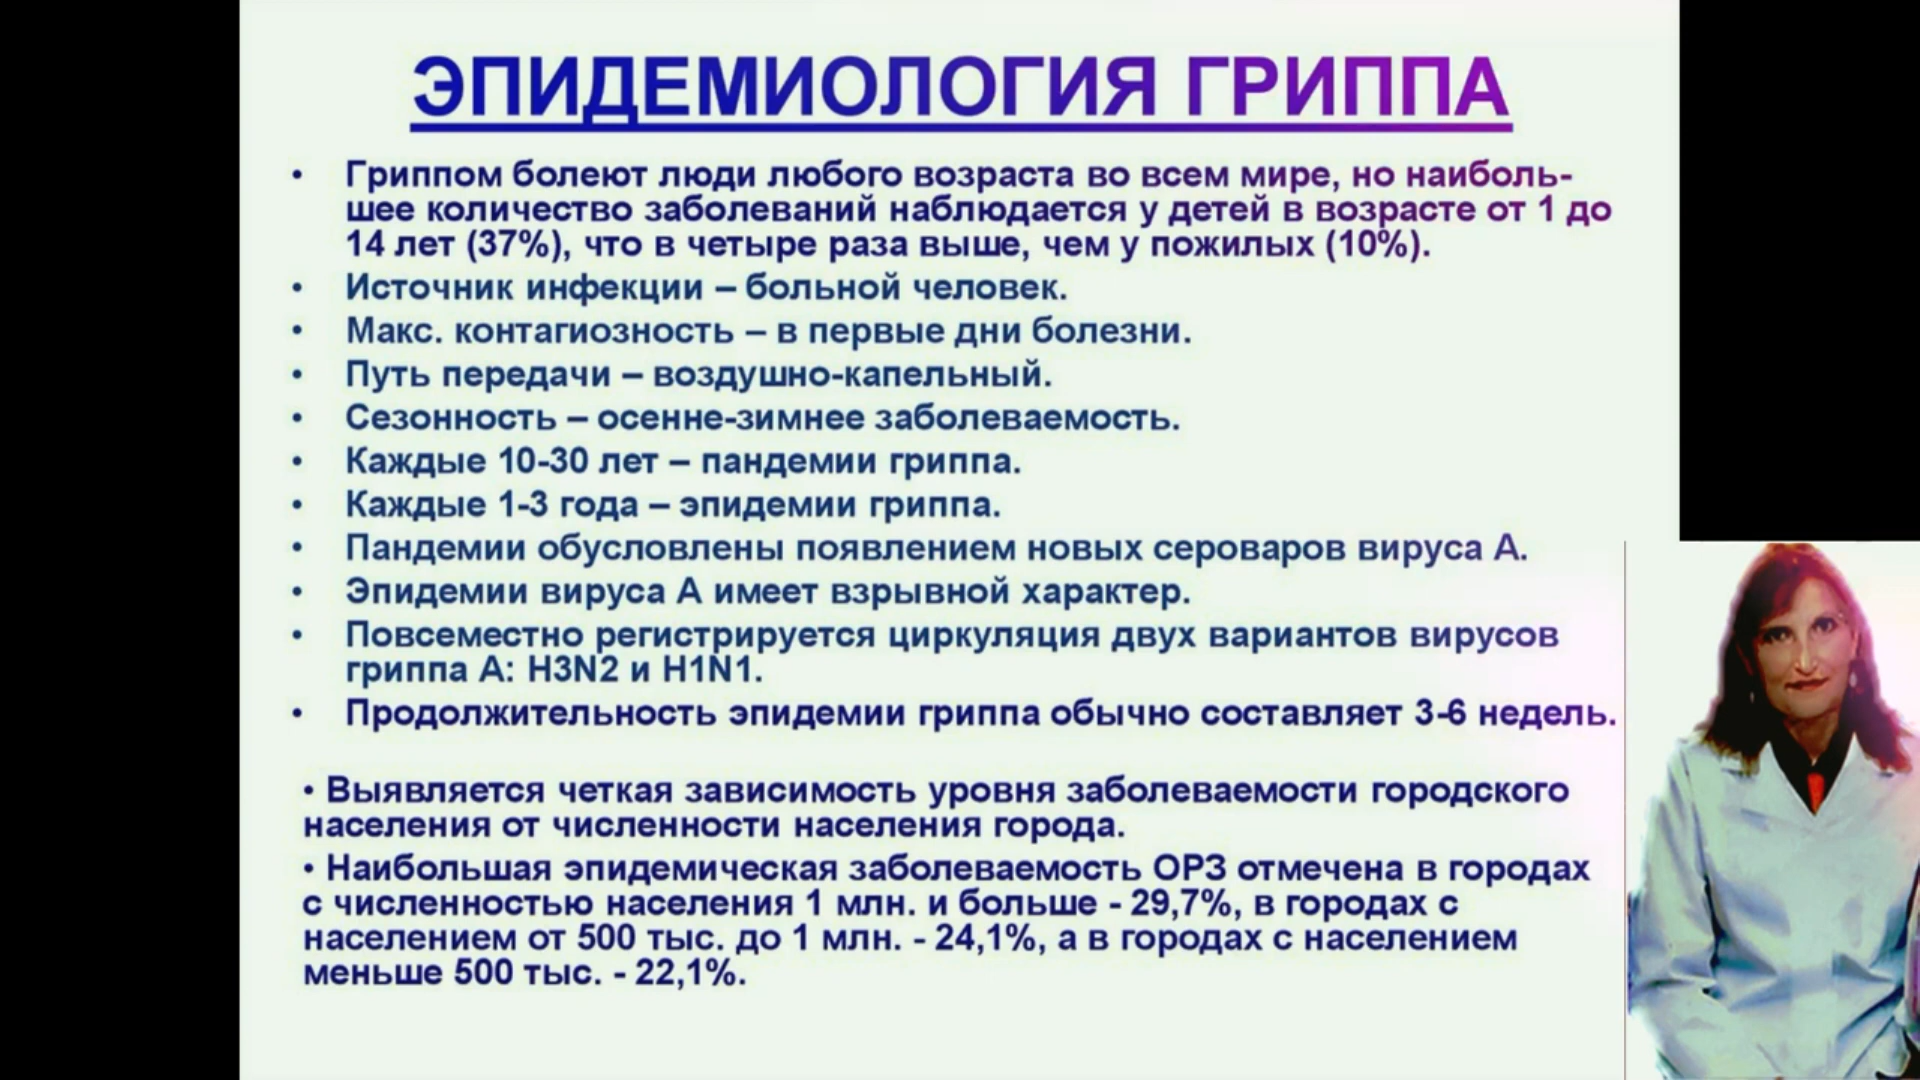 ЭПИДЕМИОЛОГИЯ ГРИППА
• Гриппом болеют люди любого возраста во всем мире, но наиболь-
шее количество заболеваний наблюдается у детей в возрасте от 1 до
14 лет (37%), что в четыре раза выше, чем у пожилых (10%).
• Источник инфекции – больной человек.
• Макс. контагиозность – в первые дни болезни.
• Путь передачи – воздушно-капельный.
• Сезонность – осенне-зимнее заболеваемость.
• Каждые 10-30 лет – пандемии гриппа.
• Каждые 1-3 года – эпидемии гриппа.
• Пандемии обусловлены появлением новых сероваров вируса А.
• Эпидемии вируса А имеет взрывной характер.
• Повсеместно регистрируется циркуляция двух вариантов вирусов
гриппа А: H3N2 и H1N1.
• Продолжительность эпидемии гриппа обычно составляет 3-6 недель.
• Выявляется четкая зависимость уровня заболеваемости городского
населения от численности населения города.
• Наибольшая эпидемическая заболеваемость ОРЗ отмечена в городах
с численностью населения 1 млн. и больше - 29,7%, в городах с
населением от 500 тыс. до 1 млн. - 24,1%, а в городах с населением
меньше 500 тыс. - 22,1%.